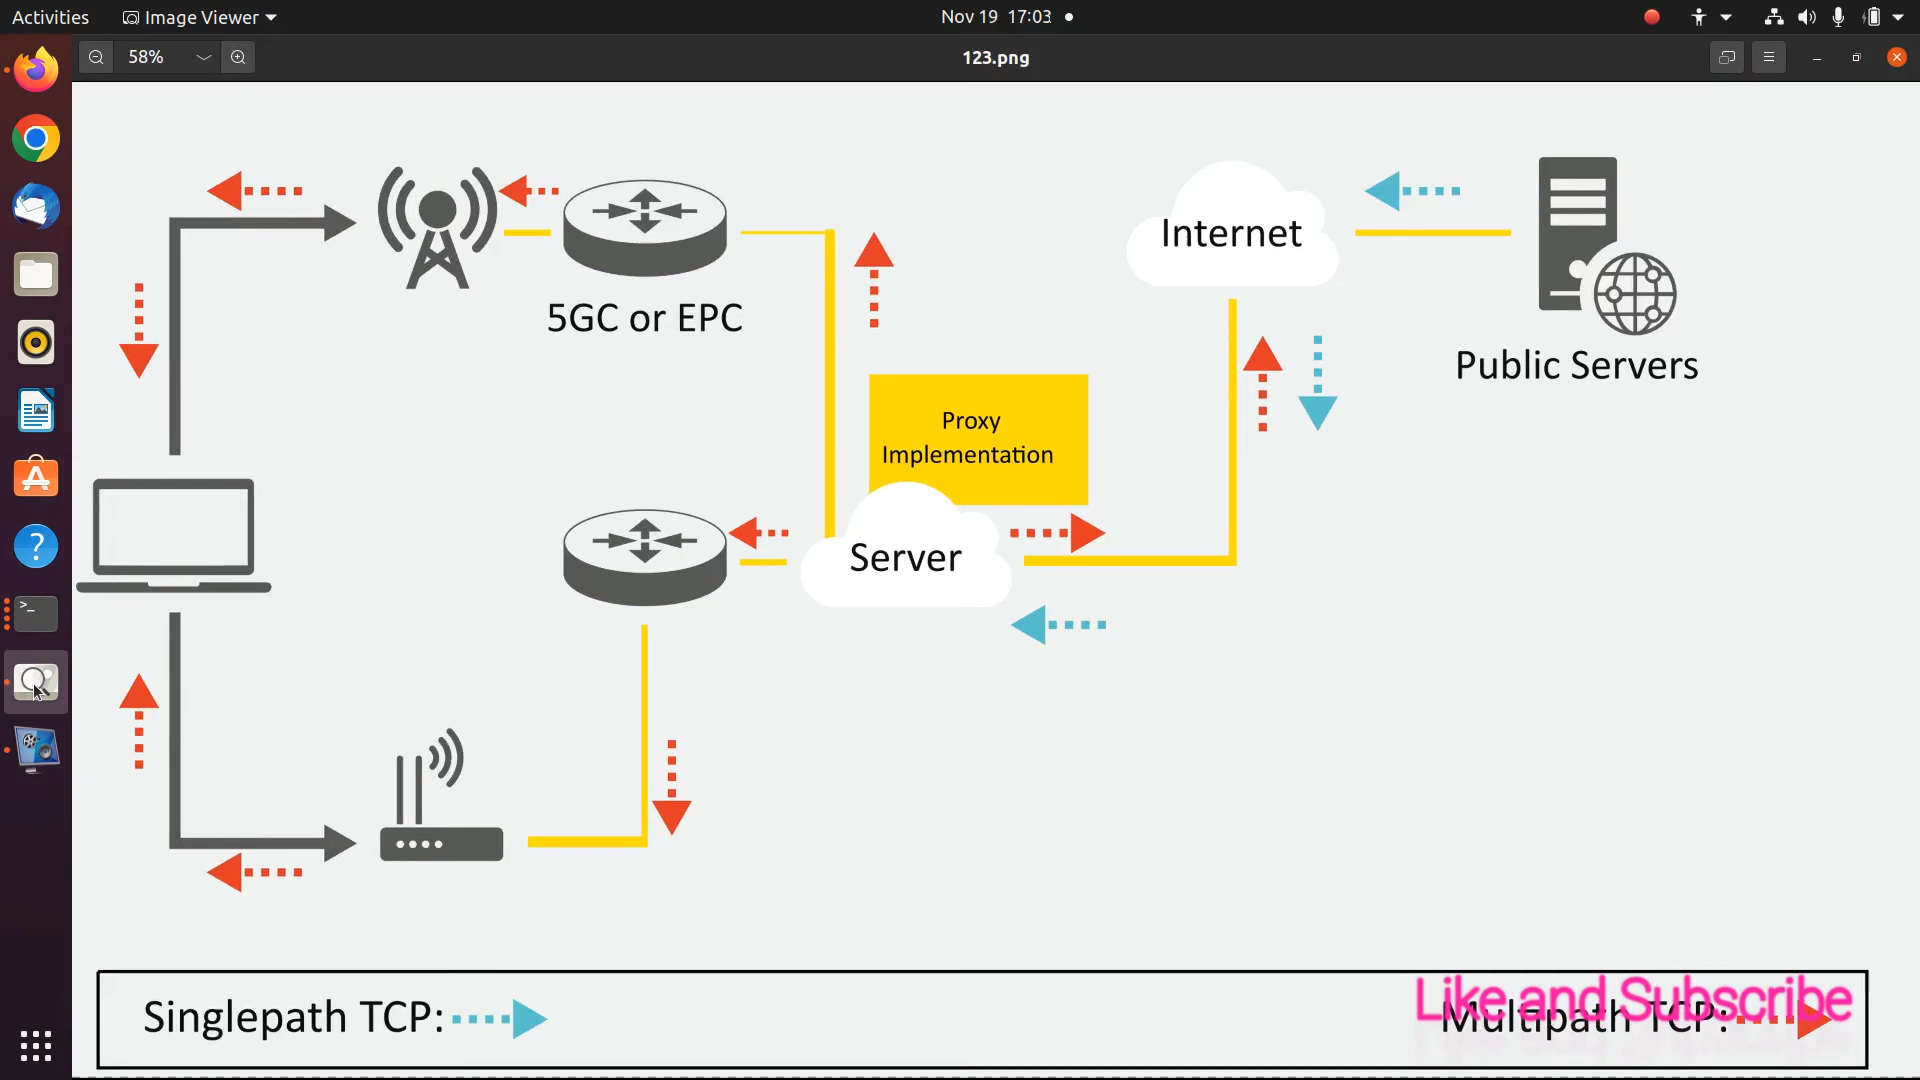 Activities
Image Viewer
Nov 19 17:03
58%
123.png
Internet
5GC or EPC
Public Servers
Proxy
Implementation
Server
Singlepath TCP:
Multipath TCP:
Like and Subscribe